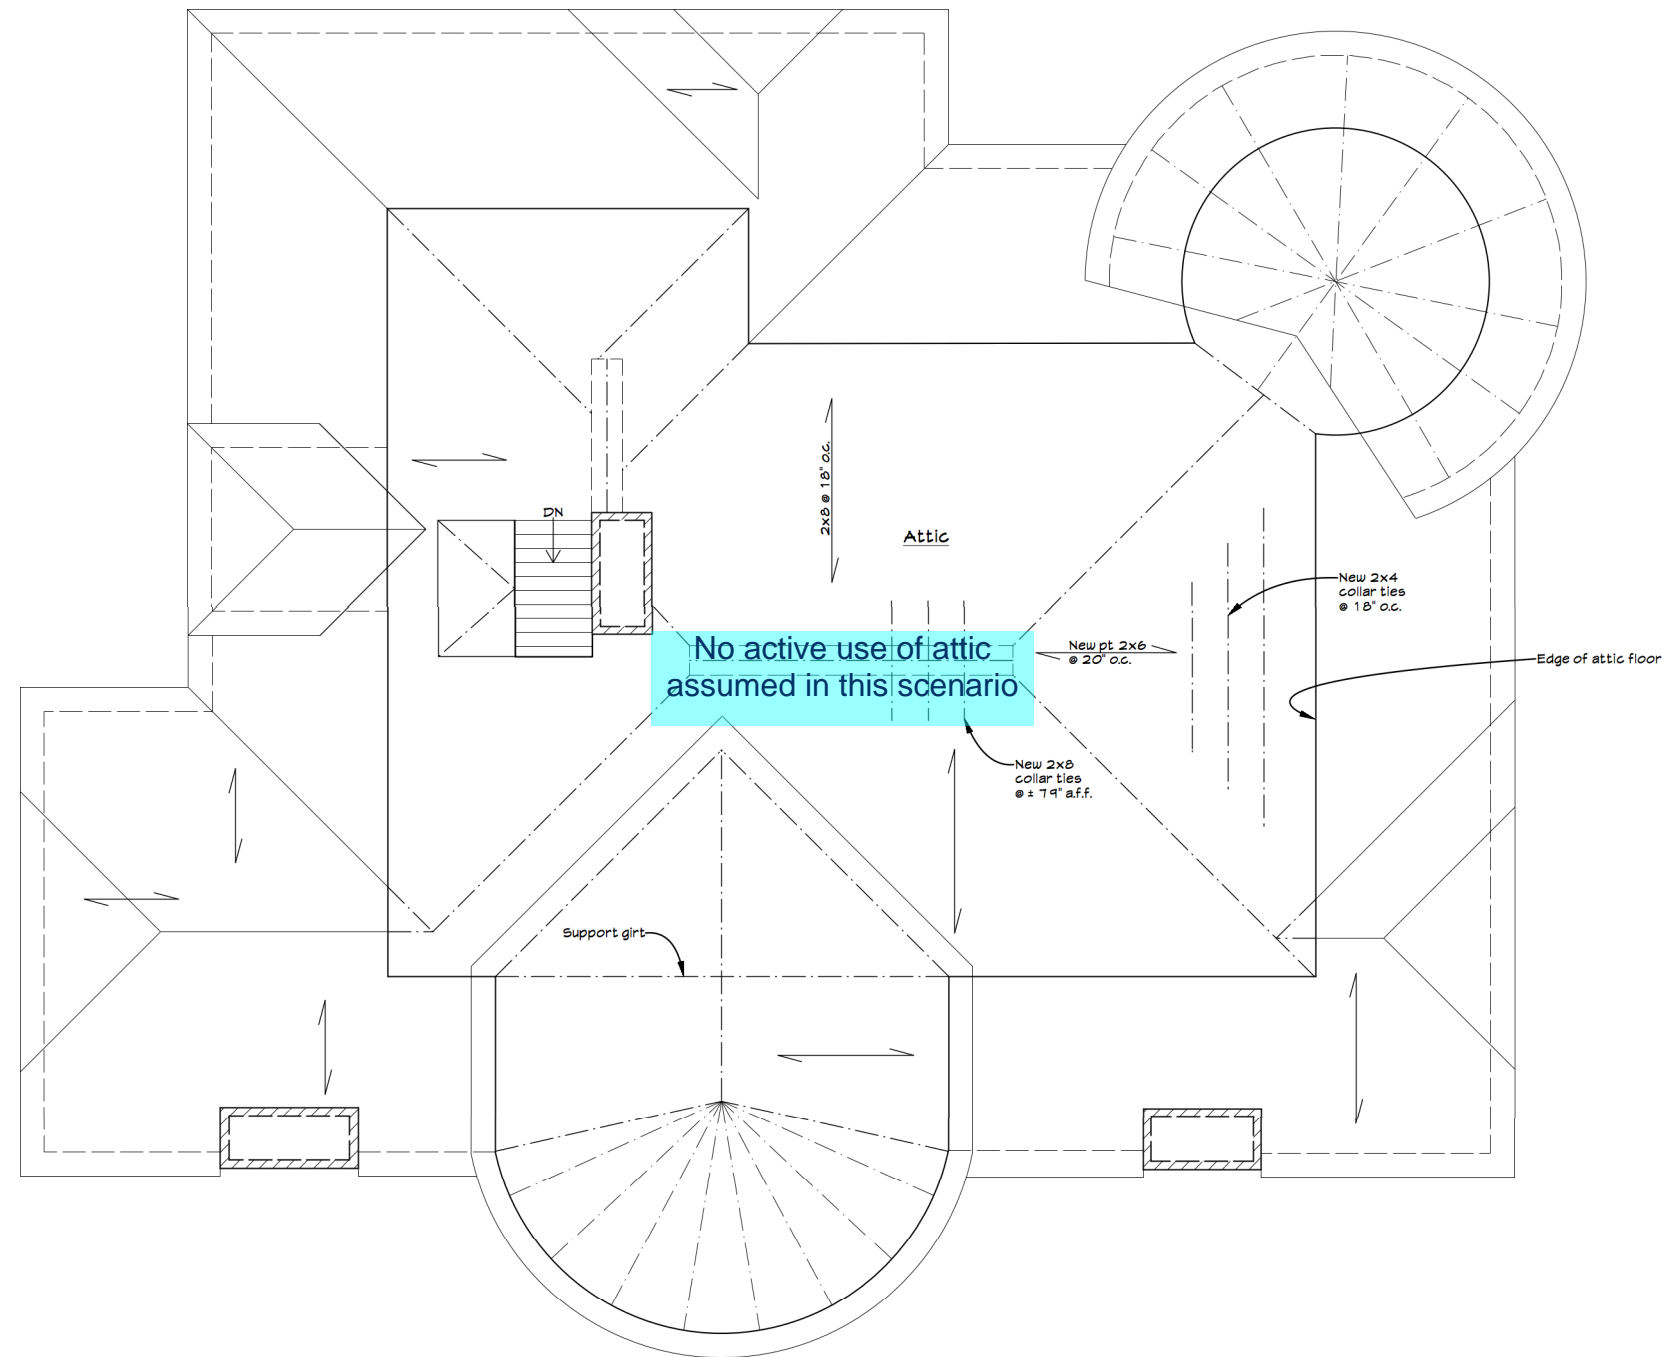 DN
2x8 @ 18" o.c.
Attic
New 2x4
collar ties
@ 18" o.c.
No active use of attic
assumed in this scenario
New pt 2x6
@ 20" o.c.
Edge of attic floor
New 2x8
collar ties
@ ± 79" a.f.f.
Support girt